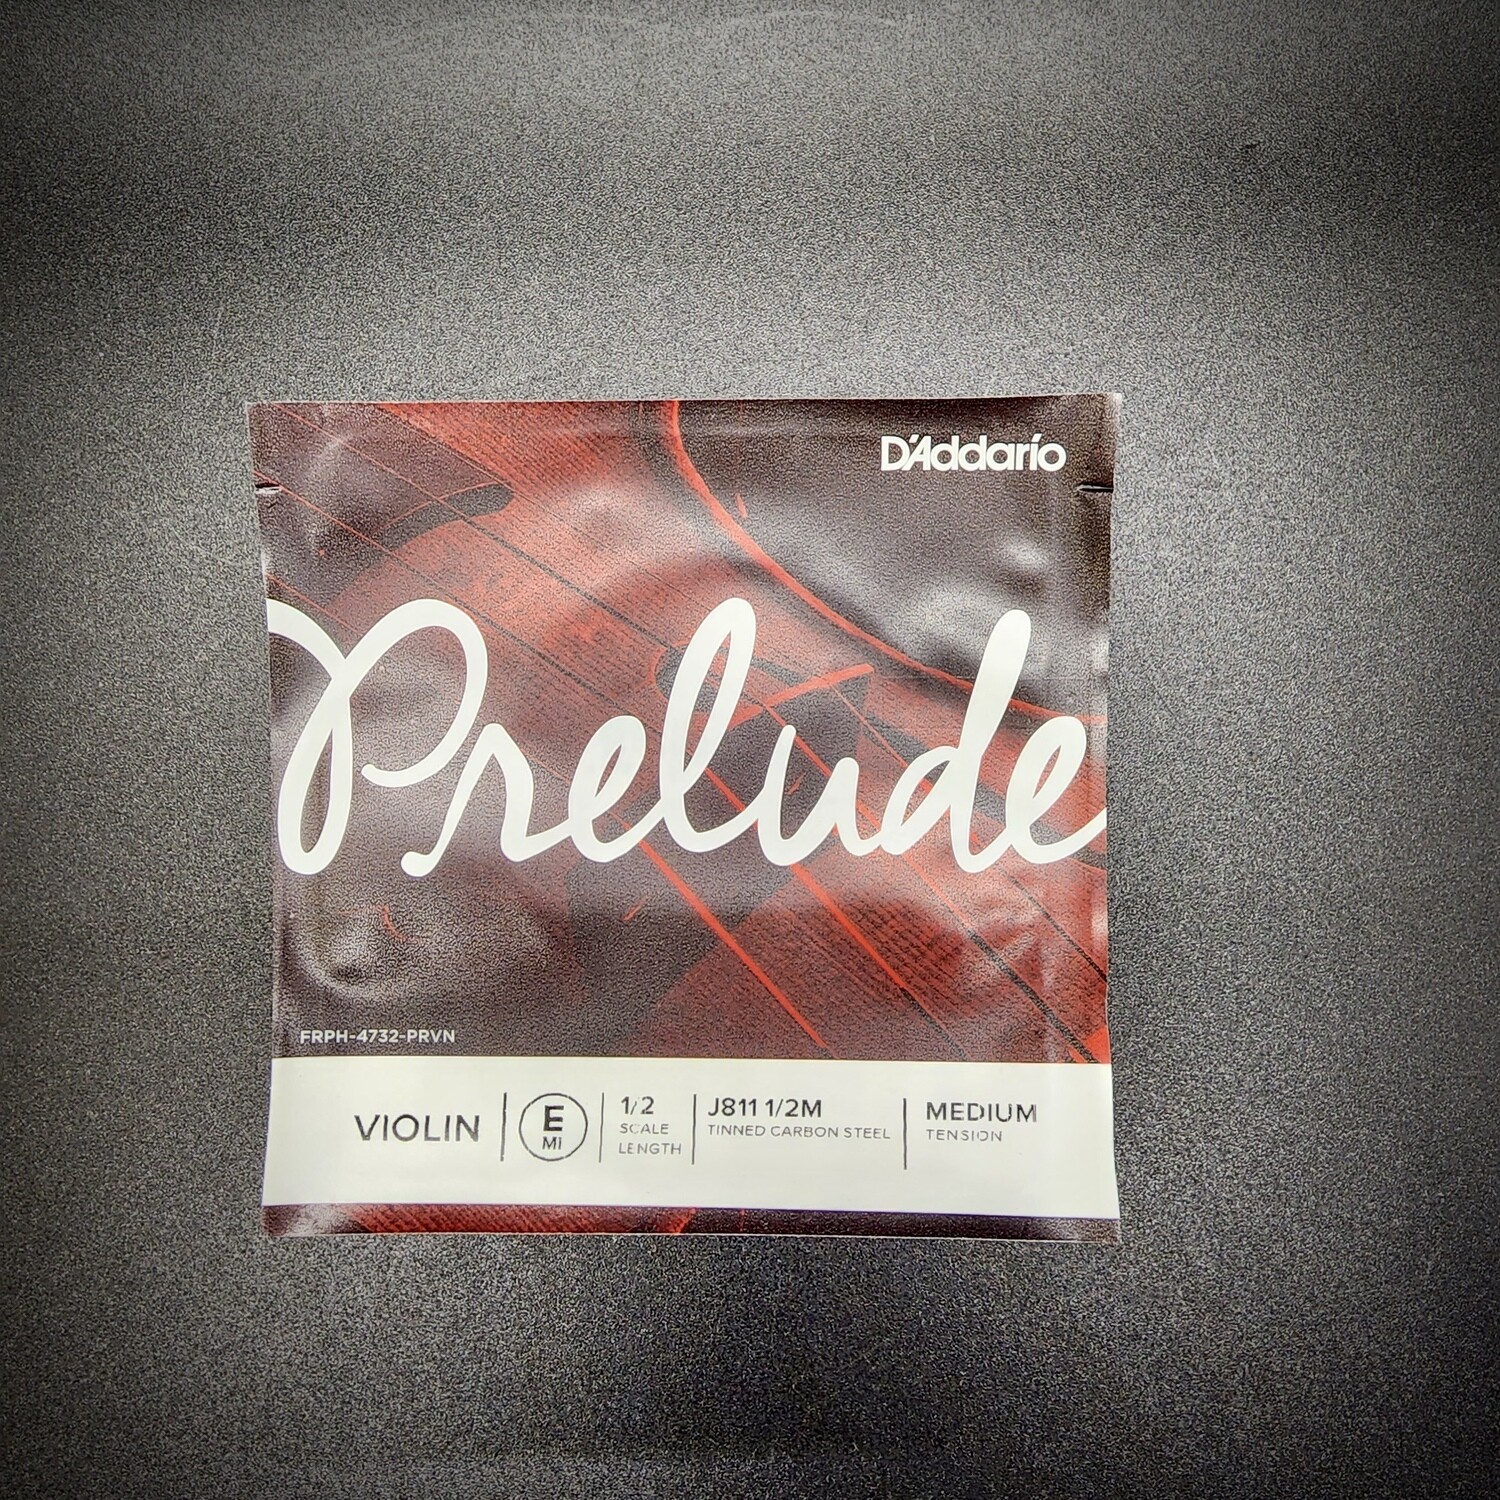 D'Addario
Prelude
FRPH-4732-PRVN
VIOLIN
E
MI
1/2
SCALE
LENGTH
J811 1/2M
TINNED CARBON STEEL
MEDIUM
TENSION